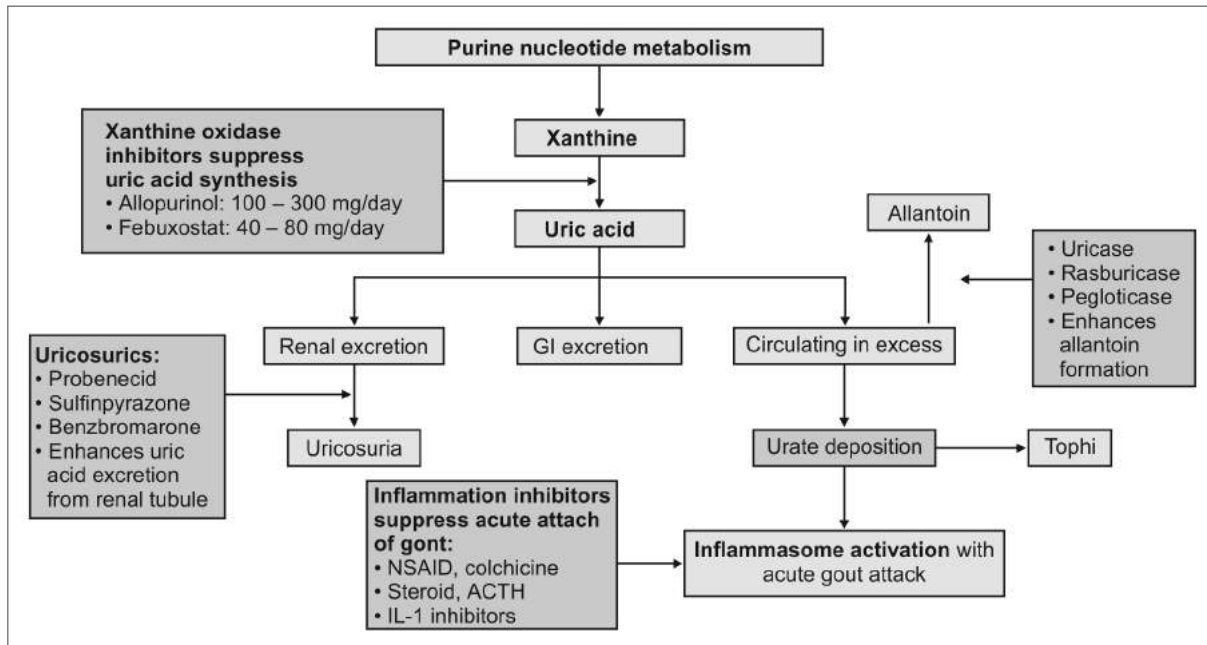 Purine nucleotide metabolism
Xanthine oxidase
inhibitors suppress
uric acid synthesis
• Allopurinol: 100 – 300 mg/day
• Febuxostat: 40 – 80 mg/day
Xanthine
Uric acid
Allantoin
• Uricase
• Rasburicase
• Pegloticase
• Enhances
allantoin
formation
Renal excretion
GI excretion
Circulating in excess
Uricosurics:
• Probenecid
• Sulfinpyrazone
• Benzbromarone
• Enhances uric
acid excretion
from renal tubule
Uricosuria
Urate deposition
Tophi
Inflammation inhibitors
suppress acute attach
of gont:
• NSAID, colchicine
• Steroid, ACTH
• IL-1 inhibitors
Inflammasome activation with
acute gout attack